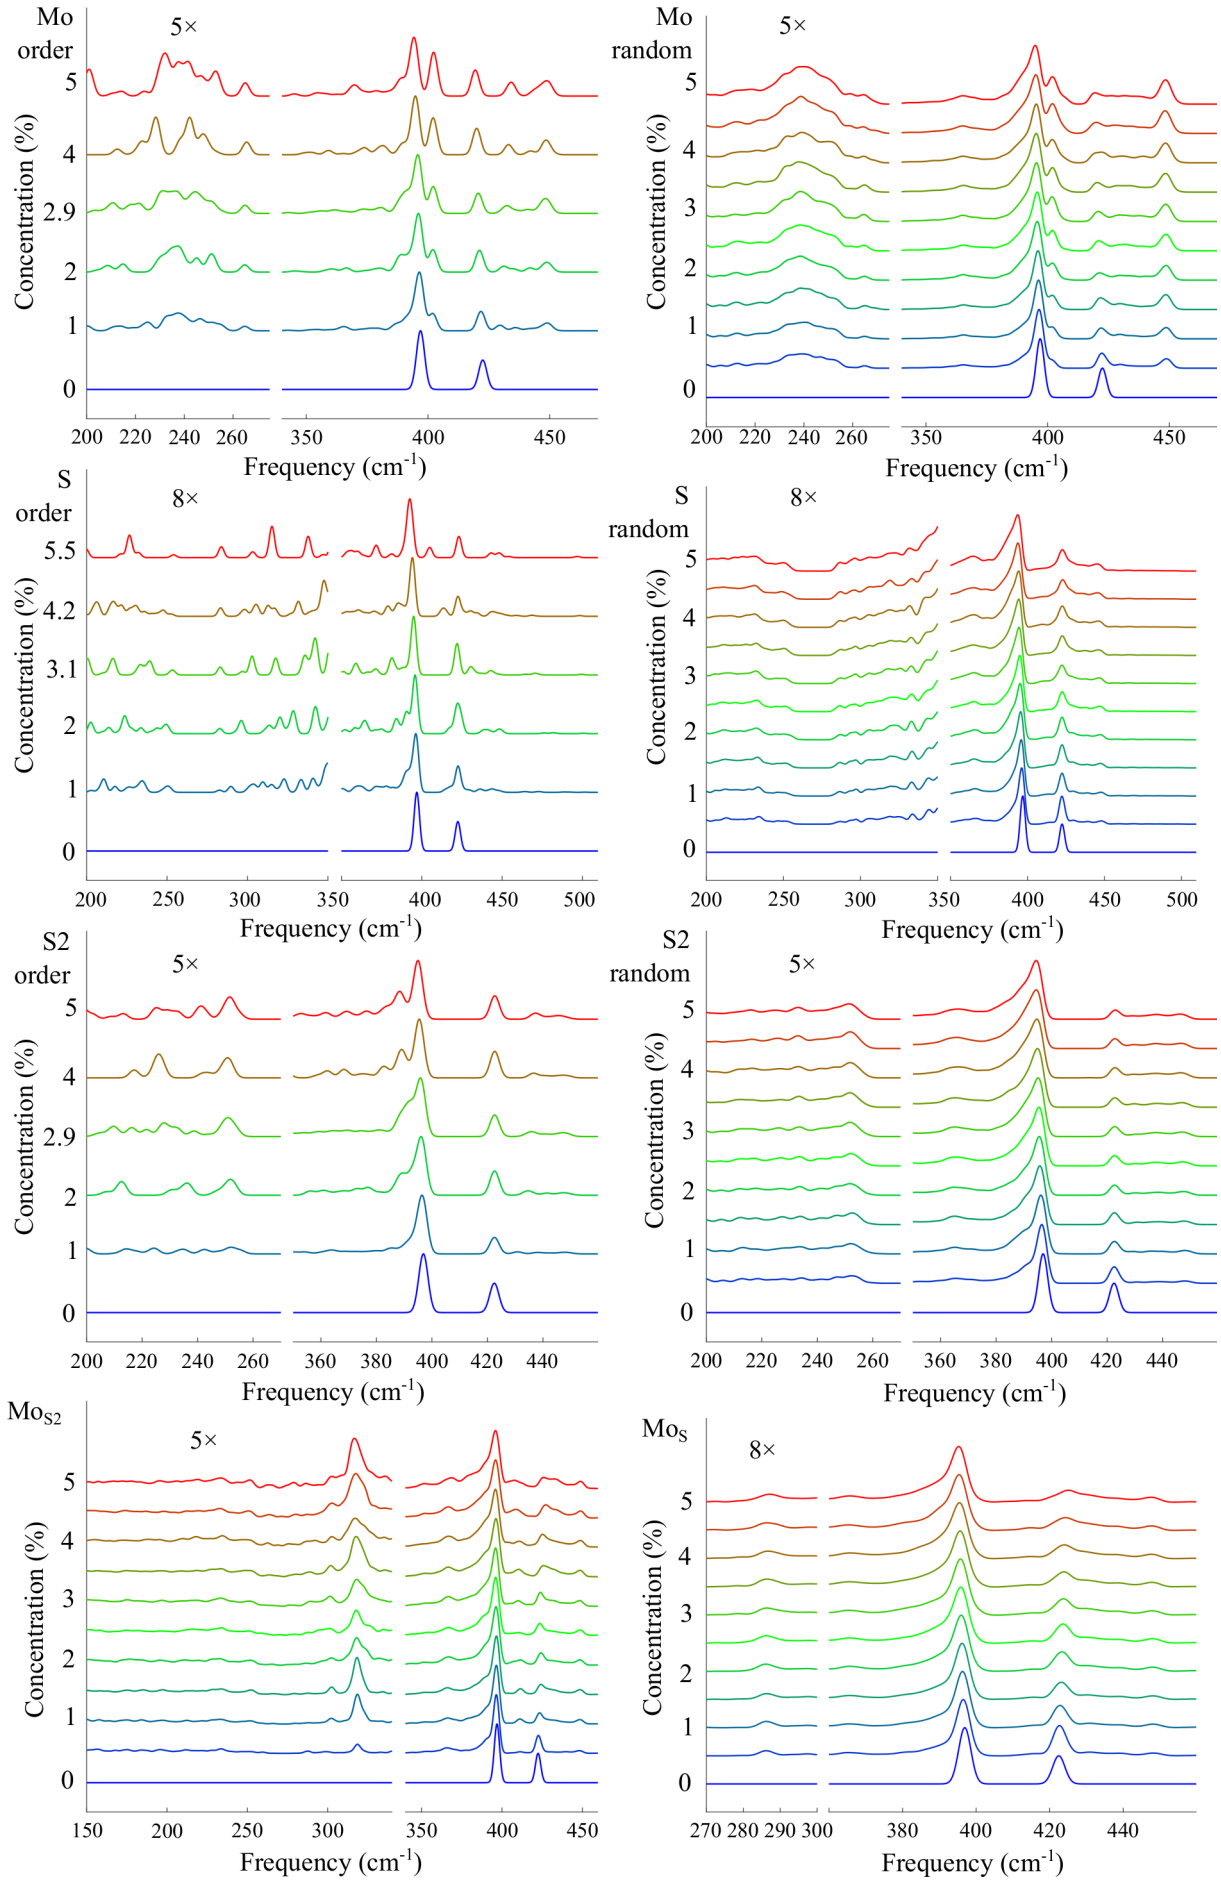 Mo
order
5×
Concentration (%)
5
4
2.9
2
1
0
200 220 240 260 350 400 450
Frequency (cm-1)
Mo
random
5×
Concentration (%)
5
4
3
2
1
0
200 220 240 260 350 400 450
Frequency (cm-1)
S
order
8×
Concentration (%)
5.5
4.2
3.1
2
1
0
200 250 300 350 400 450 500
Frequency (cm-1)
S
random
8×
Concentration (%)
5
4
3
2
1
0
200 250 300 350 400 450 500
Frequency (cm-1)
S2
order
5×
Concentration (%)
5
4
2.9
2
1
0
200 220 240 260 360 380 400 420 440
Frequency (cm-1)
S2
random
5×
Concentration (%)
5
4
3
2
1
0
200 220 240 260 360 380 400 420 440
Frequency (cm-1)
MoS2
5×
Concentration (%)
5
4
3
2
1
0
150 200 250 300 350 400 450
Frequency (cm-1)
MoS
8×
Concentration (%)
5
4
3
2
1
0
270 280 290 300 380 400 420 440
Frequency (cm-1)